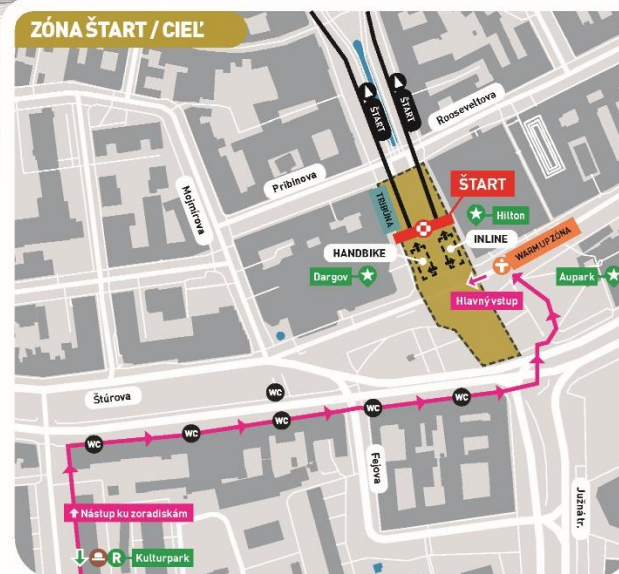 ZÓNA ŠTART / CIEĽ
ŠTART
ŠTART
Rooseveltova
Pribinova
Mojmírova
TRIBÚNA
ŠTART
Hilton
HANDBIKE
INLINE
WARM UP ZÓNA
Dargov
Aupark
Hlavný vstup
Štúrova
WC
WC
WC
WC
WC
WC
Fejova
Južná tr.
Nástup ku zoradiskám
R
Kulturpark